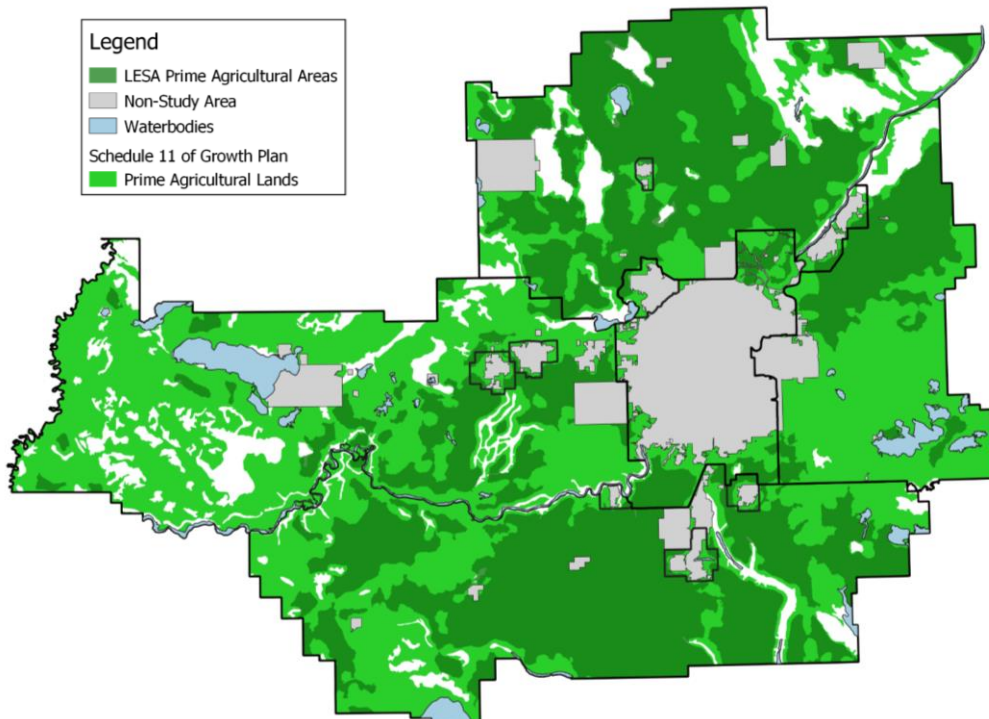 Legend
LESA Prime Agricultural Areas
Non-Study Area
Waterbodies
Schedule 11 of Growth Plan
Prime Agricultural Lands